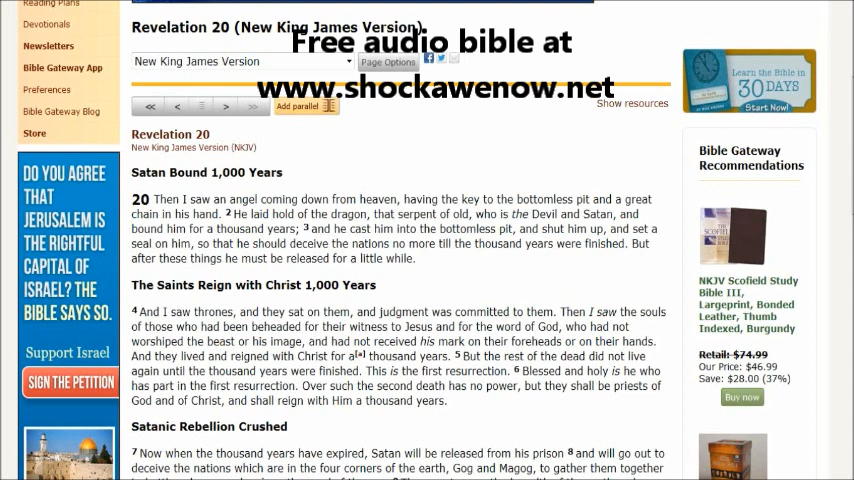 Reading Plans
Devotionals
Newsletters
Bible Gateway App
Preferences
Bible Gateway Blog
Store
DO YOU AGREE
THAT
JERUSALEM IS
THE RIGHTFUL
CAPITAL OF
ISRAEL? THE
BIBLE SAYS SO.
Support Israel
SIGN THE PETITION
Revelation 20 (New King James Version)
Free audio bible at
New King James Version
Page Options
www.shockawenow.net
Add parallel
Show resources
Revelation 20
New King James Version (NKJV)
Satan Bound 1,000 Years
20 Then I saw an angel coming down from heaven, having the key to the bottomless pit and a great
chain in his hand. 2 He laid hold of the dragon, that serpent of old, who is the Devil and Satan, and
bound him for a thousand years; 3 and he cast him into the bottomless pit, and shut him up, and set a
seal on him, so that he should deceive the nations no more till the thousand years were finished. But
after these things he must be released for a little while.
The Saints Reign with Christ 1,000 Years
4 And I saw thrones, and they sat on them, and judgment was committed to them. Then I saw the souls
of those who had been beheaded for their witness to Jesus and for the word of God, who had not
worshiped the beast or his image, and had not received his mark on their foreheads or on their hands.
And they lived and reigned with Christ for a[a] thousand years. 5 But the rest of the dead did not live
again until the thousand years were finished. This is the first resurrection. 6 Blessed and holy is he who
has part in the first resurrection. Over such the second death has no power, but they shall be priests of
God and of Christ, and shall reign with Him a thousand years.
Satanic Rebellion Crushed
7 Now when the thousand years have expired, Satan will be released from his prison 8 and will go out to
deceive the nations which are in the four corners of the earth, Gog and Magog, to gather them together
Learn the Bible in
30 DAYS
Start Now!
Bible Gateway
Recommendations
NKJV Scofield Study
Bible III,
Largeprint, Bonded
Leather, Thumb
Indexed, Burgundy
Retail: $74.99
Our Price: $46.99
Save: $28.00 (37%)
Buy now